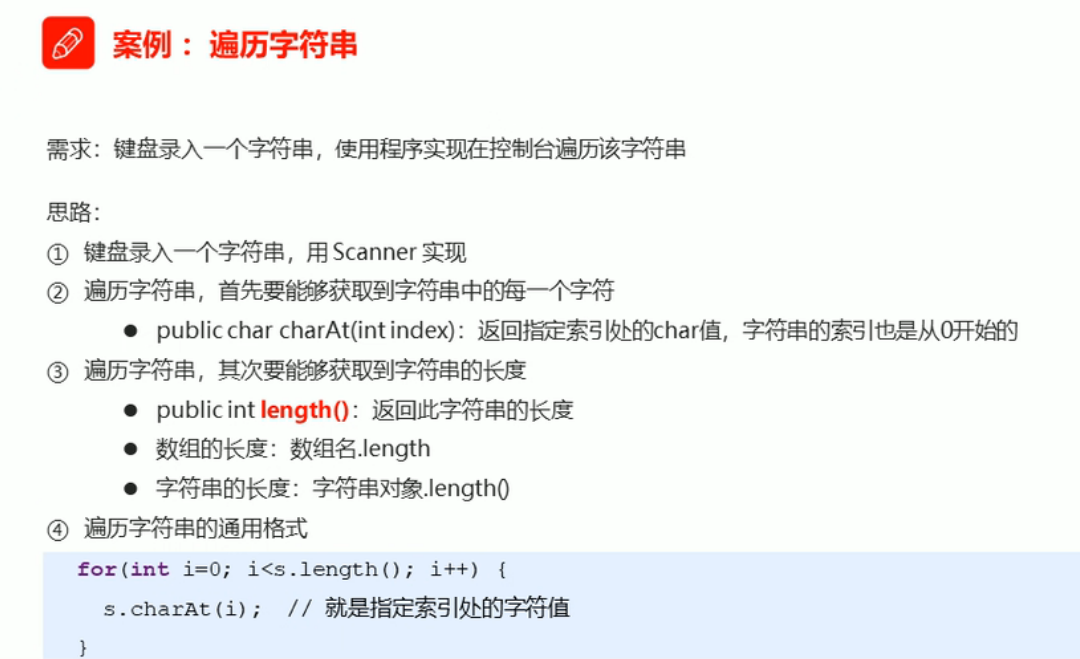 案例：遍历字符串
需求：键盘录入一个字符串，使用程序实现在控制台遍历该字符串
思路：
① 键盘录入一个字符串，用 Scanner 实现
② 遍历字符串，首先要能够获取到字符串中的每一个字符
● public char charAt(int index)：返回指定索引处的char值，字符串的索引也是从0开始的
③ 遍历字符串，其次要能够获取到字符串的长度
● public int length()：返回此字符串的长度
● 数组的长度：数组名.length
● 字符串的长度：字符串对象.length()
④ 遍历字符串的通用格式
for(int i=0; i<s.length(); i++) {
s.charAt(i); // 就是指定索引处的字符值
}